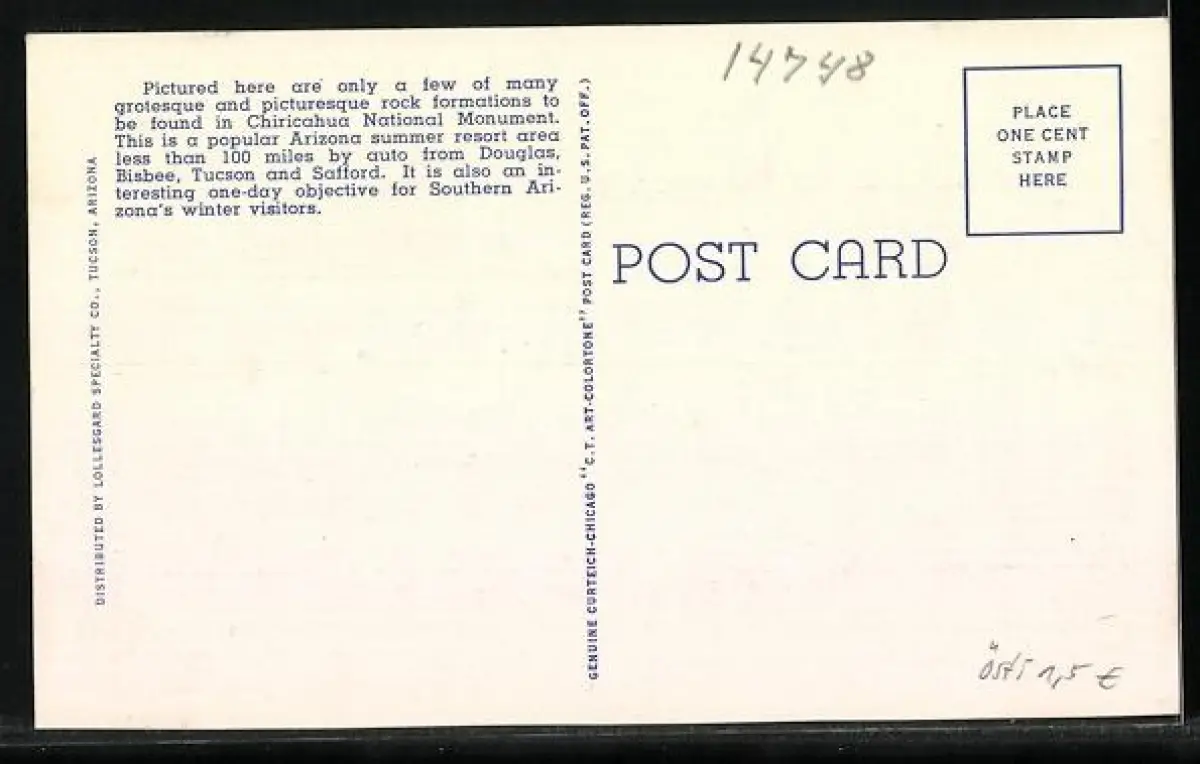 14748
Pictured here are only a few of many
grotesque and picturesque rock formations to
be found in Chiricahua National Monument.
This is a popular Arizona summer resort area
less than 100 miles by auto from Douglas,
Bisbee, Tucson and Safford. It is also an in-
teresting one-day objective for Southern Ari-
zona's winter visitors.
DISTRIBUTED BY LOLLESGARD SPECIALTY CO., TUCSON, ARIZONA
GENUINE CURTEICH-CHICAGO "C.T. ART-COLORTONE" POST CARD (REG. U.S. PAT. OFF.)
PLACE
ONE CENT
STAMP
HERE
POST CARD
1,5 €